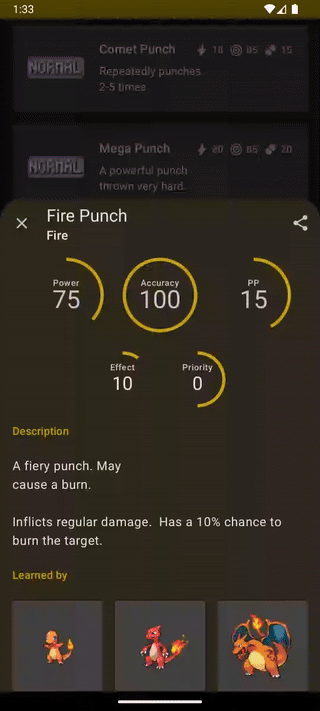 1:33
Comet Punch 18 85 15
NORMAL
Repeatedly punches
2-5 times
Mega Punch 80 85 20
NORMAL
A powerful punch
thrown very hard.
Fire Punch
Fire
Power
75
Accuracy
100
PP
15
Effect
10
Priority
0
Description
A fiery punch. May
cause a burn.
Inflicts regular damage. Has a 10% chance to
burn the target.
Learned by